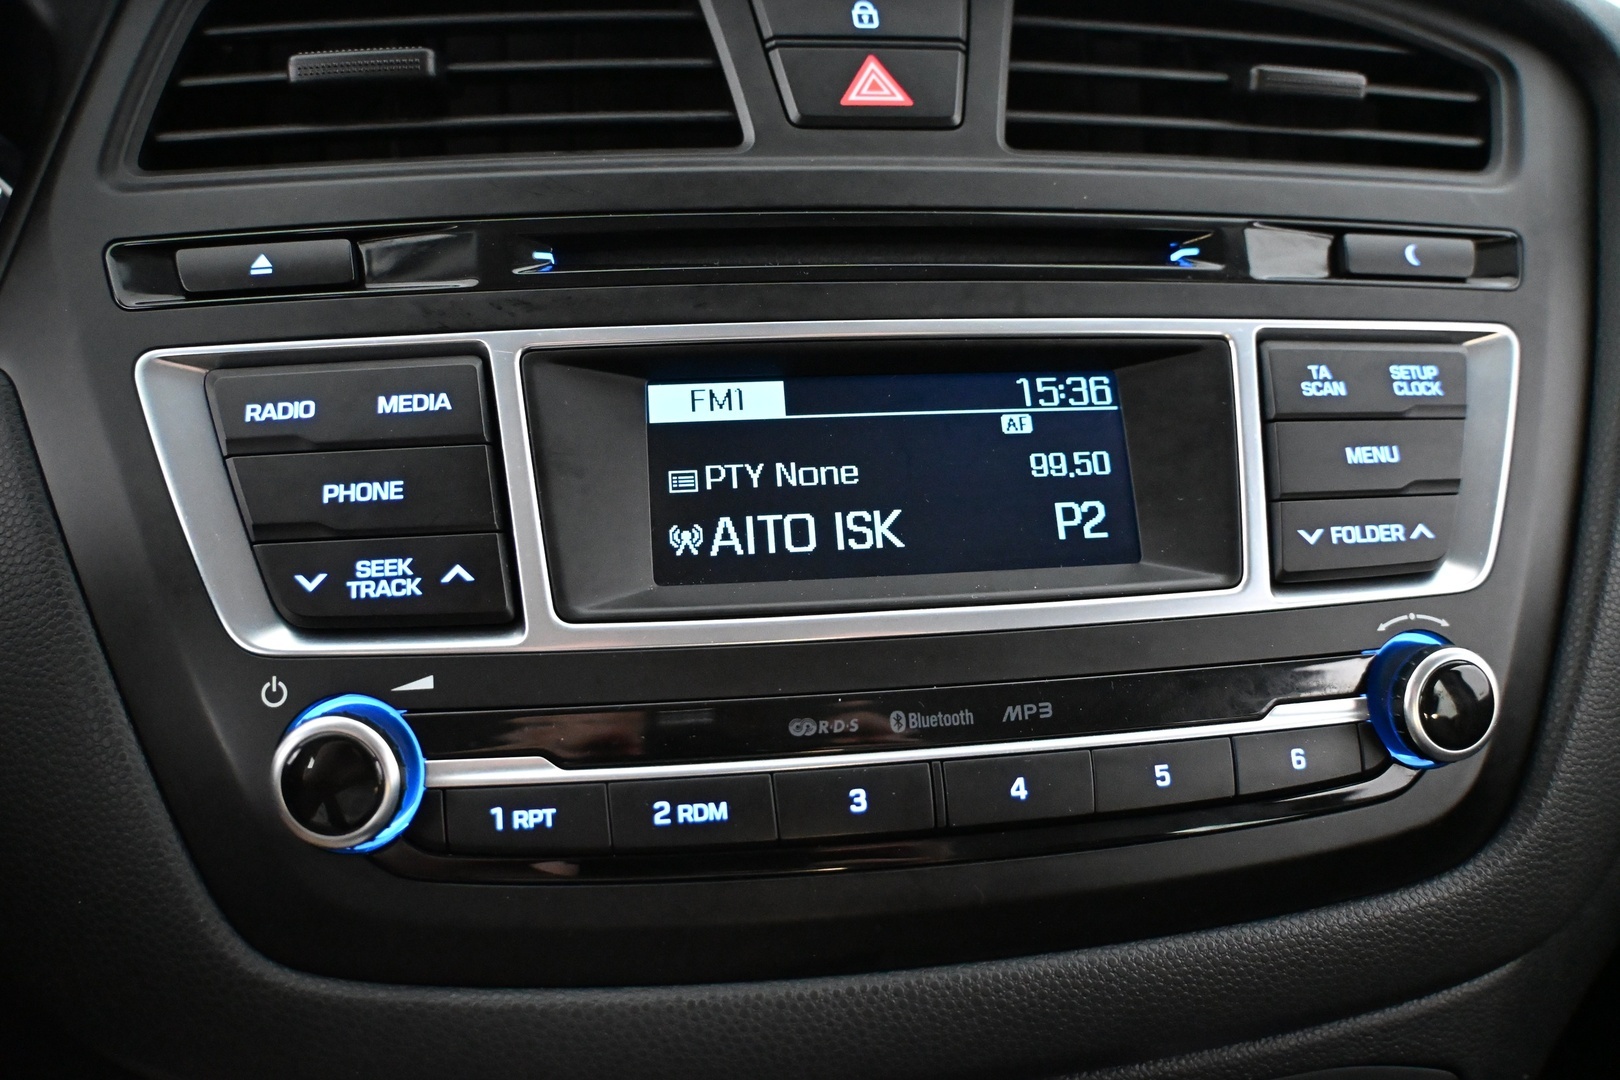 RADIO MEDIA
PHONE
SEEK
TRACK
FM1 15:36
AF
PTY None 99.50
AITO ISK P2
TA
SCAN
SETUP
CLOCK
MENU
FOLDER
R·D·S Bluetooth MP3
1 RPT 2 RDM 3 4 5 6